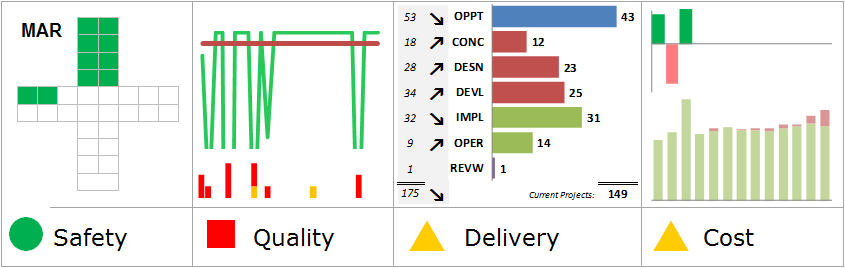 MAR
53 OPPT 43
18 CONC 12
28 DESN 23
34 DEVL 25
32 IMPL 31
9 OPER 14
1 REVW 1
175 Current Projects: 149
Safety
Quality
Delivery
Cost